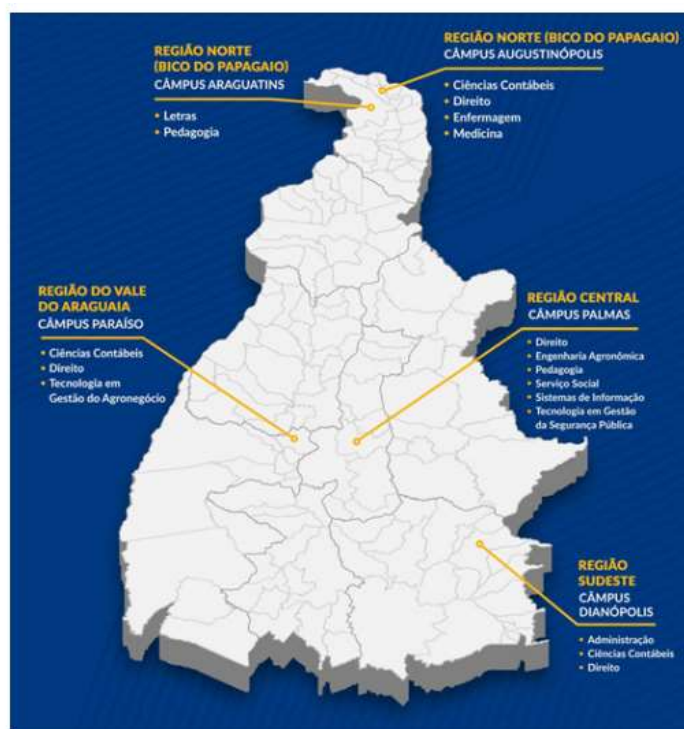 REGIÃO NORTE
(BICO DO PAPAGAIO)
CÂMPUS ARAGUATINS
• Letras
• Pedagogia
REGIÃO NORTE (BICO DO PAPAGAIO)
CÂMPUS AUGUSTINÓPOLIS
• Ciências Contábeis
• Direito
• Enfermagem
• Medicina
REGIÃO DO VALE
DO ARAGUAIA
CÂMPUS PARAÍSO
• Ciências Contábeis
• Direito
• Tecnologia em
Gestão do Agronegócio
REGIÃO CENTRAL
CÂMPUS PALMAS
• Direito
• Engenharia Agronômica
• Pedagogia
• Serviço Social
• Sistemas de Informação
• Tecnologia em Gestão
da Segurança Pública
REGIÃO
SUDESTE
CÂMPUS
DIANÓPOLIS
• Administração
• Ciências Contábeis
• Direito